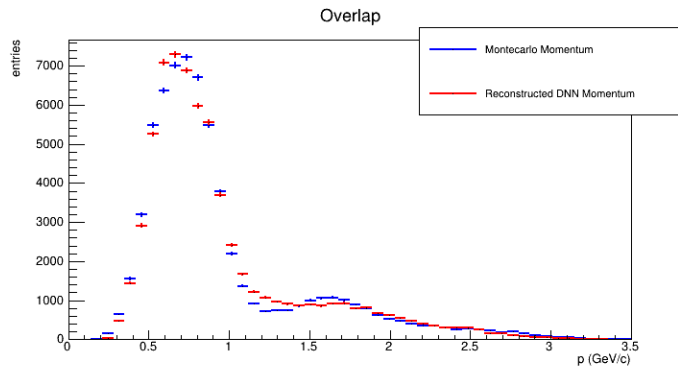 Overlap
entries
Montecarlo Momentum
Reconstructed DNN Momentum
7000
6000
5000
4000
3000
2000
1000
0
0 0.5 1 1.5 2 2.5 3 3.5
p (GeV/c)